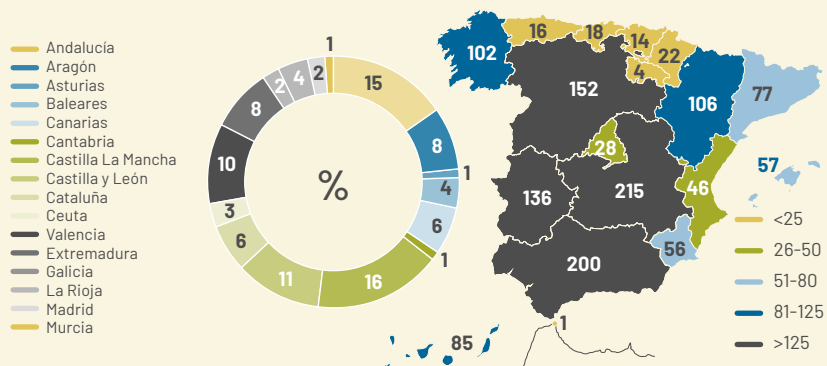 Andalucía
Aragón
Asturias
Baleares
Canarias
Cantabria
Castilla La Mancha
Castilla y León
Cataluña
Ceuta
Valencia
Extremadura
Galicia
La Rioja
Madrid
Murcia
1
15
8
1
4
6
1
16
11
6
3
10
8
2
4
2
%
102
16
18
14
22
4
152
106
77
28
57
46
136
215
56
200
1
85
<25
26-50
51-80
81-125
>125